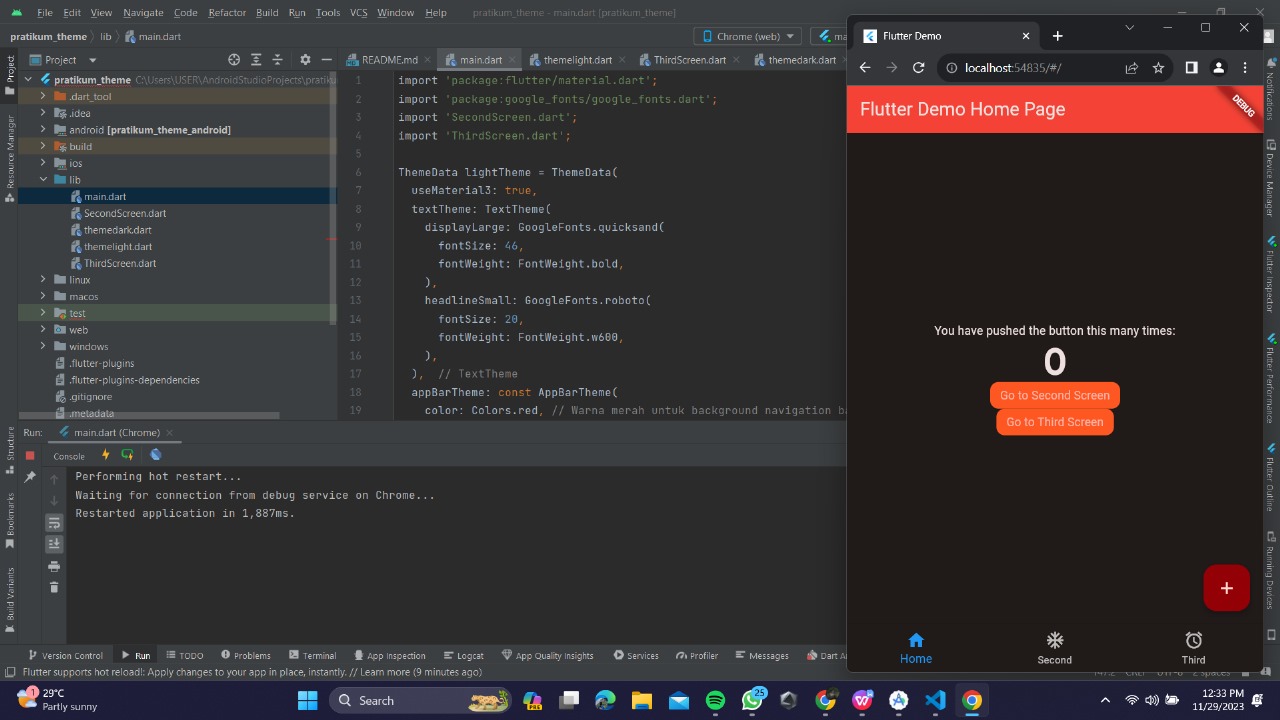 File Edit View Navigate Code Refactor Build Run Tools VCS Window Help pratikum_theme - main.dart [pratikum_theme]
pratikum_theme lib main.dart Chrome (web)
Project
README.md main.dart themelight.dart ThirdScreen.dart themedark.dart
pratikum_theme C:\Users\USER\AndroidStudioProjects\pratiku
.dart_tool
.idea
android [pratikum_theme_android]
build
ios
lib
main.dart
SecondScreen.dart
themedark.dart
themelight.dart
ThirdScreen.dart
linux
macos
test
web
windows
.flutter-plugins
.flutter-plugins-dependencies
.gitignore
.metadata
Project
Resource Manager
Structure
Bookmarks
Build Variants
1 import 'package:flutter/material.dart';
2 import 'package:google_fonts/google_fonts.dart';
3 import 'SecondScreen.dart';
4 import 'ThirdScreen.dart';
5
6 ThemeData lightTheme = ThemeData(
7 useMaterial3: true,
8 textTheme: TextTheme(
9 displayLarge: GoogleFonts.quicksand(
10 fontSize: 46,
11 fontWeight: FontWeight.bold,
12 ),
13 headlineSmall: GoogleFonts.roboto(
14 fontSize: 20,
15 fontWeight: FontWeight.w600,
16 ),
17 ), // TextTheme
18 appBarTheme: const AppBarTheme(
19 color: Colors.red, // Warna merah untuk background navigation ba
Run: main.dart (Chrome)
Console
Performing hot restart...
Waiting for connection from debug service on Chrome...
Restarted application in 1,887ms.
Version Control Run TODO Problems Terminal App Inspection Logcat App Quality Insights Services Profiler Messages Dart An
Flutter supports hot reload!: Apply changes to your app in place, instantly. // Learn more (9 minutes ago)
Flutter Demo
localhost:54835/#/
Flutter Demo Home Page
DEBUG
You have pushed the button this many times:
0
Go to Second Screen
Go to Third Screen
+
Home Second Third
Notifications
Device Manager
Flutter Inspector
Flutter Performance
Flutter Outline
Running Devices
1
29°C
Partly sunny
Search
PRE
25
12:33 PM
11/29/2023